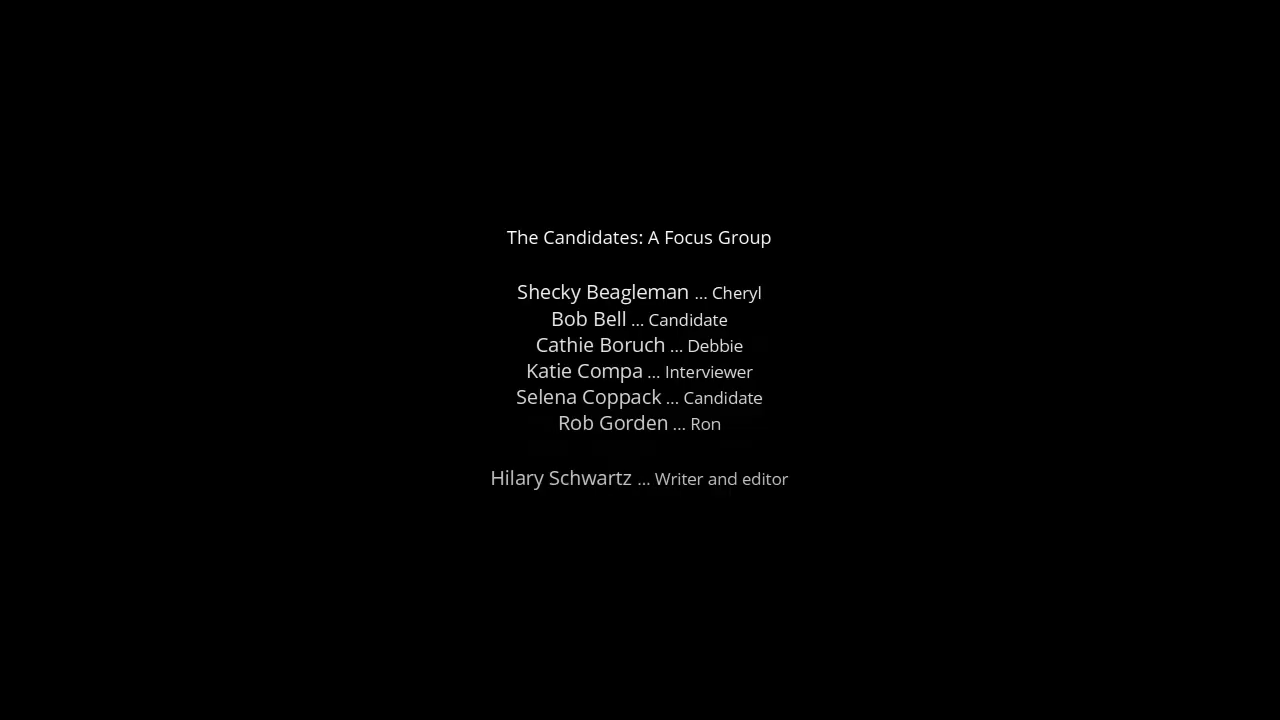 The Candidates: A Focus Group
Shecky Beagleman ... Cheryl
Bob Bell ... Candidate
Cathie Boruch ... Debbie
Katie Compa ... Interviewer
Selena Coppack ... Candidate
Rob Gorden ... Ron
Hilary Schwartz ... Writer and editor